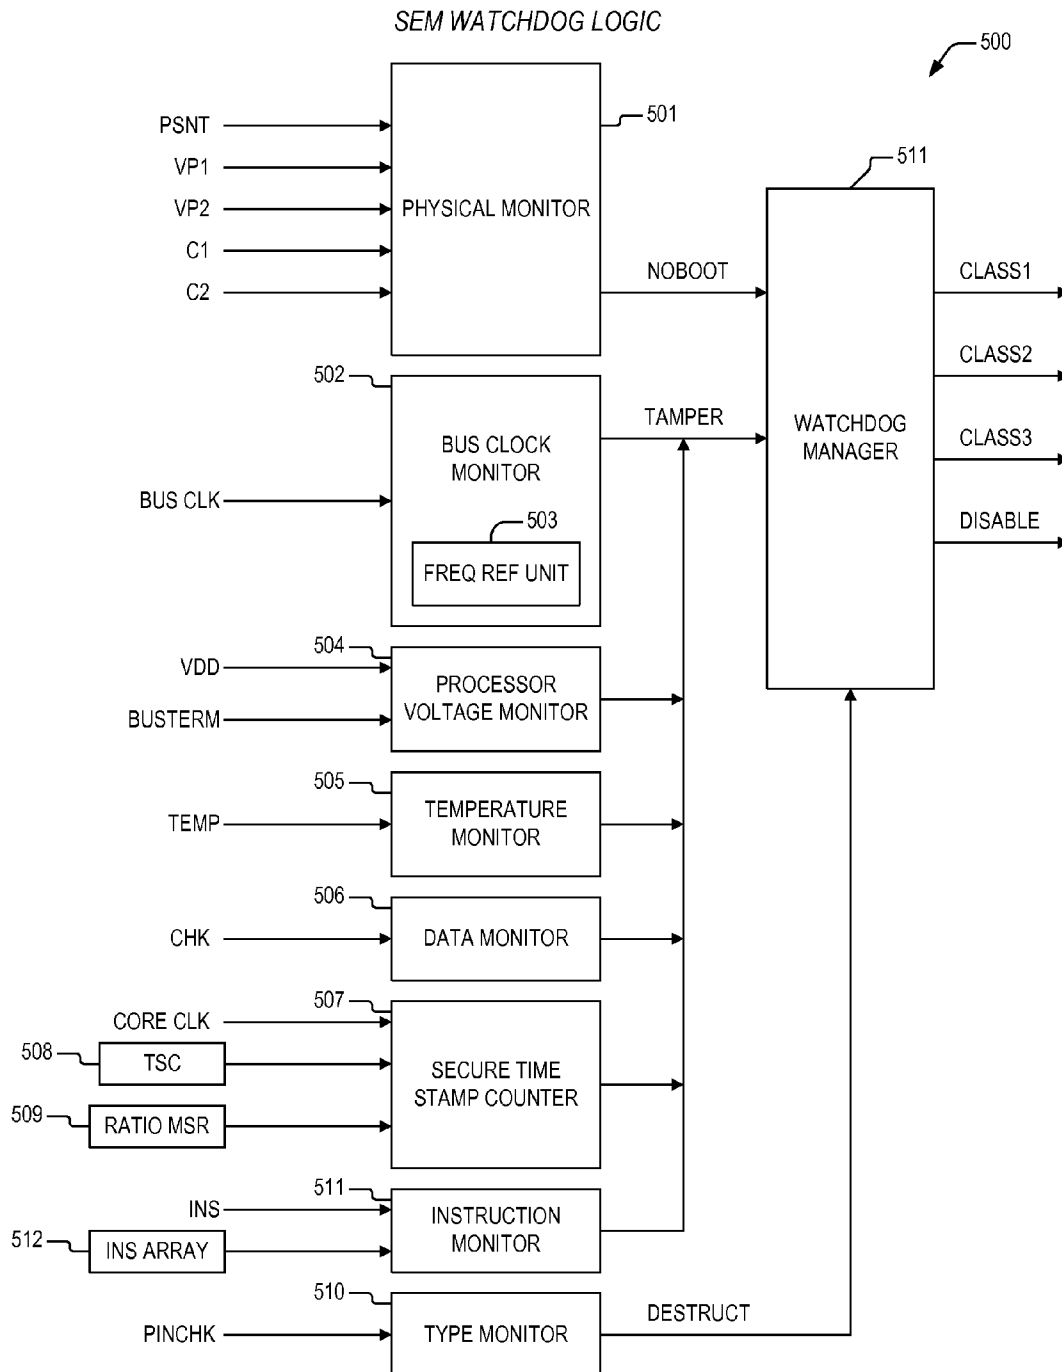 SEM WATCHDOG LOGIC
500
501
PSNT
VP1
VP2
C1
C2
PHYSICAL MONITOR
NOBOOT
511
WATCHDOG
MANAGER
CLASS1
CLASS2
CLASS3
DISABLE
502
BUS CLOCK
MONITOR
TAMPER
BUS CLK
503
FREQ REF UNIT
504
VDD
BUSTERM
PROCESSOR
VOLTAGE MONITOR
505
TEMP
TEMPERATURE
MONITOR
506
CHK
DATA MONITOR
507
CORE CLK
508
TSC
SECURE TIME
STAMP COUNTER
509
RATIO MSR
511
INS
512
INS ARRAY
INSTRUCTION
MONITOR
510
PINCHK
TYPE MONITOR
DESTRUCT